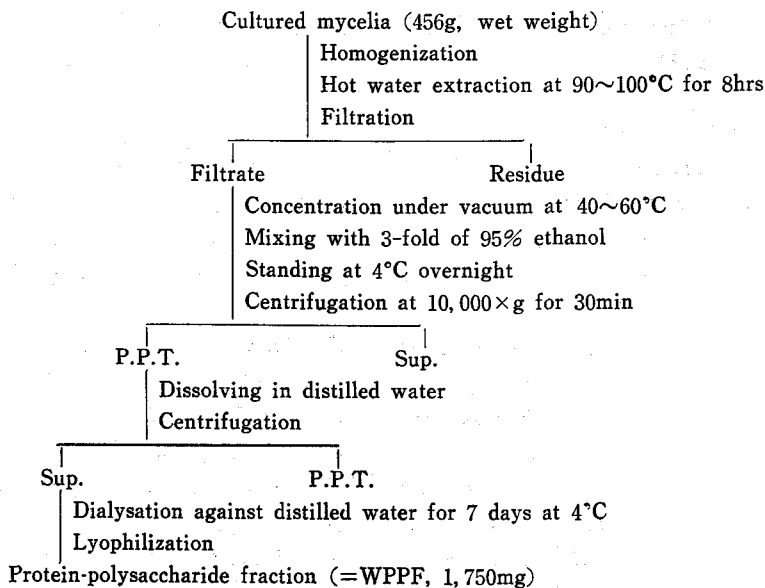 Cultured mycelia (456g, wet weight)
Homogenization
Hot water extraction at 90~100°C for 8hrs
Filtration
Filtrate Residue
Concentration under vacuum at 40~60°C
Mixing with 3-fold of 95% ethanol
Standing at 4°C overnight
Centrifugation at 10,000×g for 30min
P.P.T. Sup.
Dissolving in distilled water
Centrifugation
Sup. P.P.T.
Dialysation against distilled water for 7 days at 4°C
Lyophilization
Protein-polysaccharide fraction (=WPPF, 1,750mg)